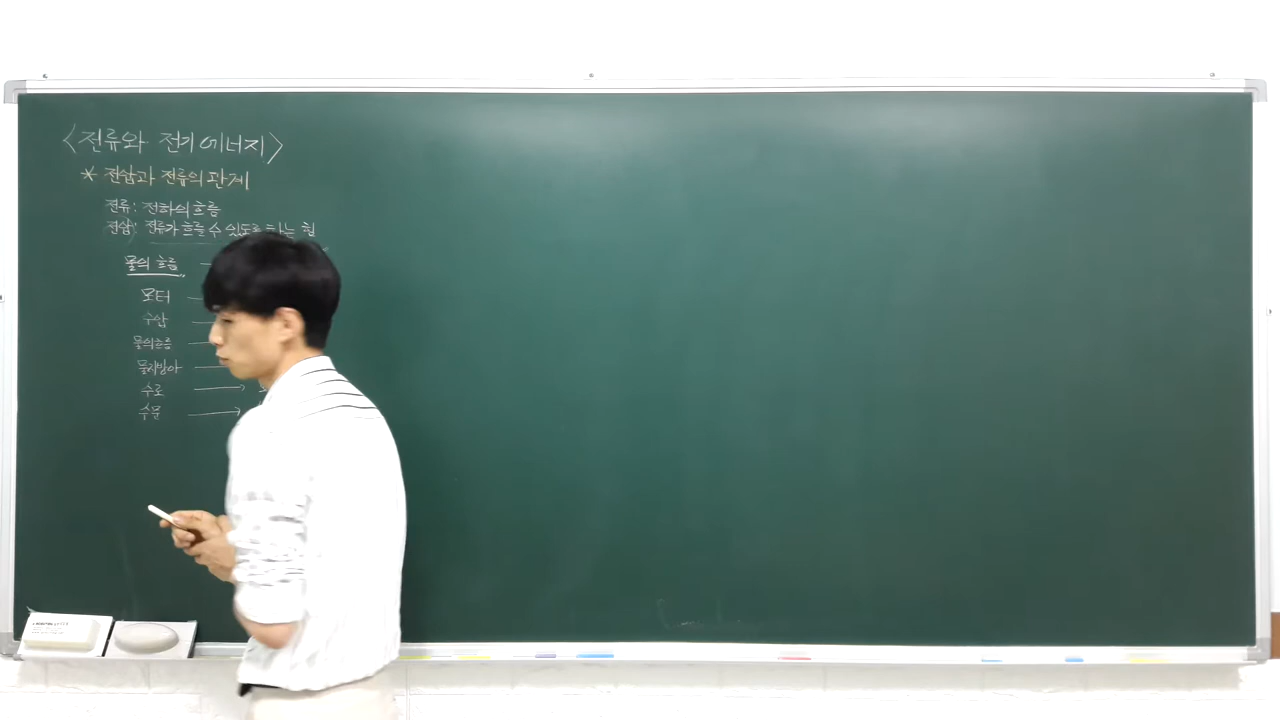 <전류와 전기에너지>
* 전압과 전류의 관계
전류: 전하의 흐름
전압: 전류가 흐를 수 있도록 하는 힘
물의 흐름
모터
수압
물의흐름
물레방아
수로
수문